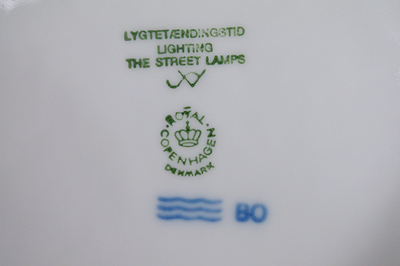 LYGTETÆNDINGSTID
LIGHTING
THE STREET LAMPS
ROYAL
COPENHAGEN
DENMARK
BO